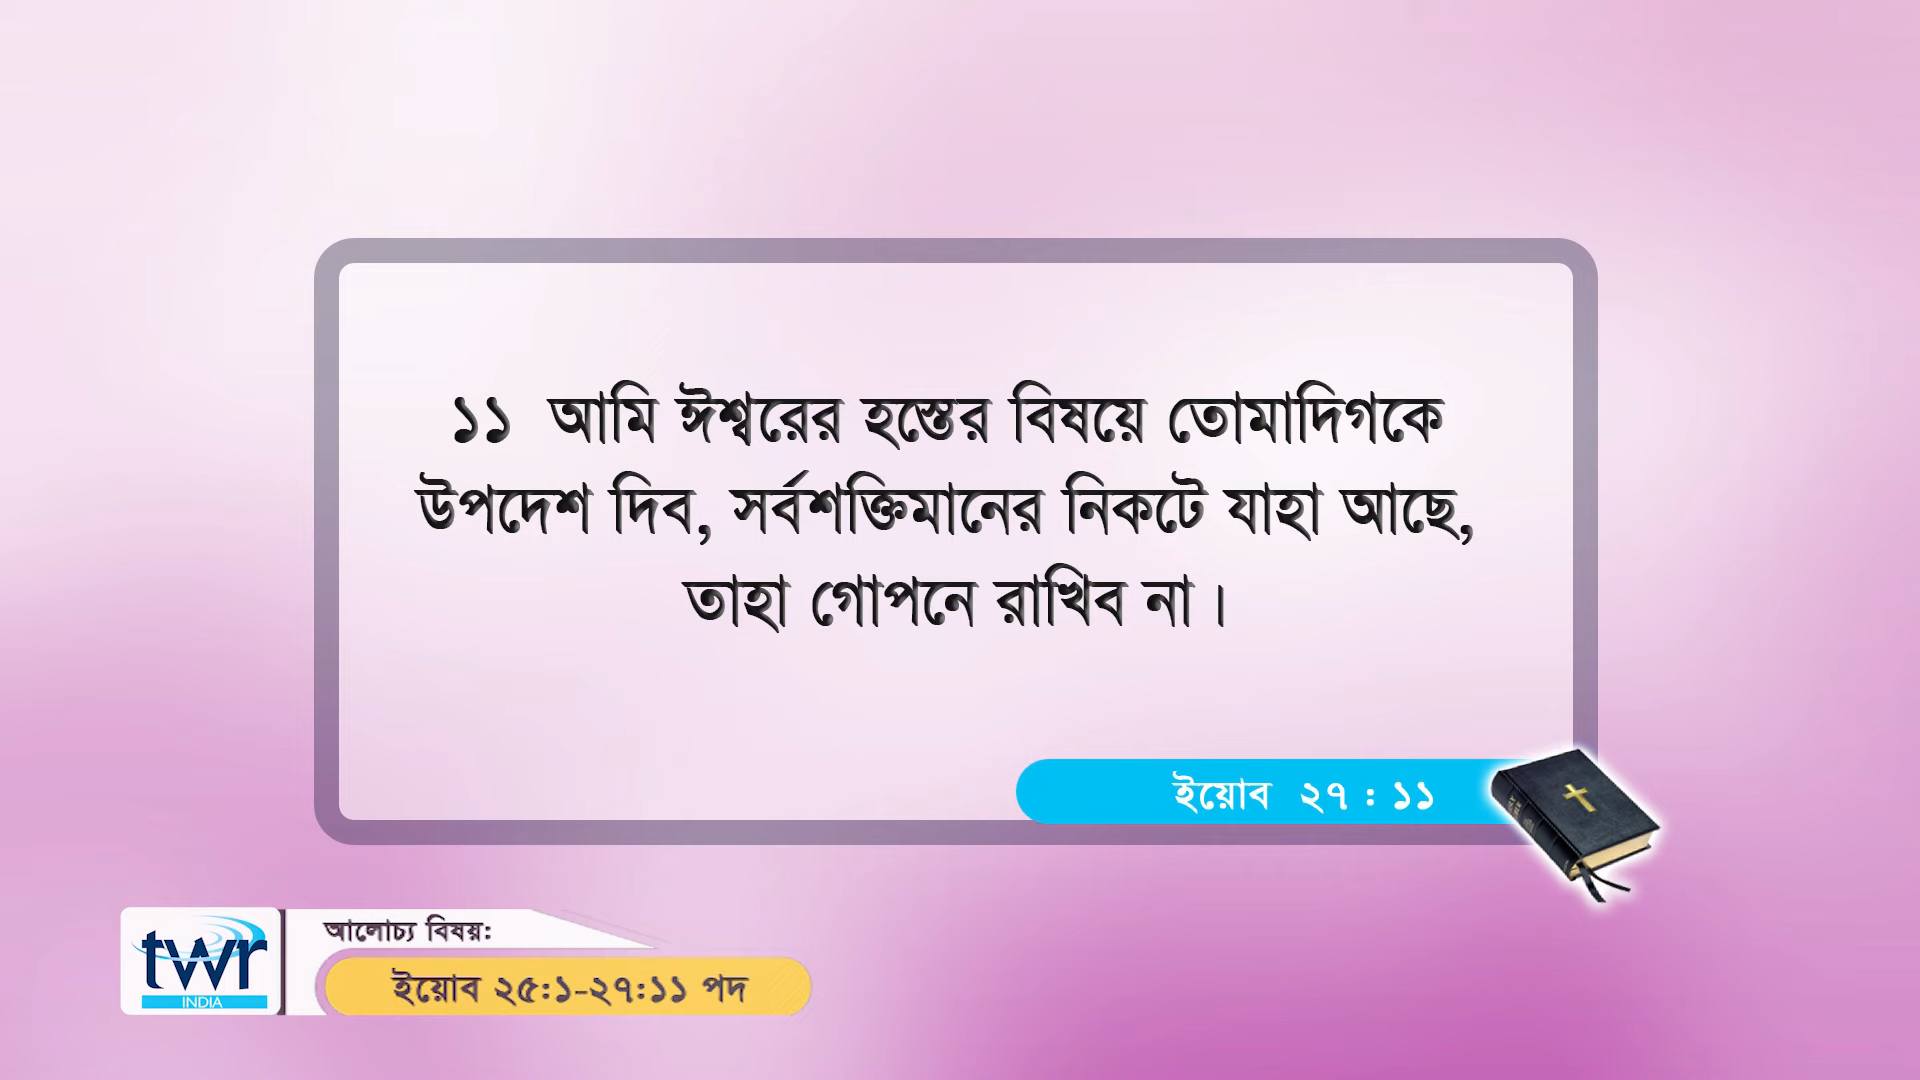 ১১ আমি ঈশ্বরের হস্তের বিষয়ে তোমাদিগকে
উপদেশ দিব, সর্বশক্তিমানের নিকটে যাহা আছে,
তাহা গোপনে রাখিব না।
ইয়োব ২৭ : ১১
twr
INDIA
আলোচ্য বিষয়:
ইয়োব ২৫:১-২৭:১১ পদ